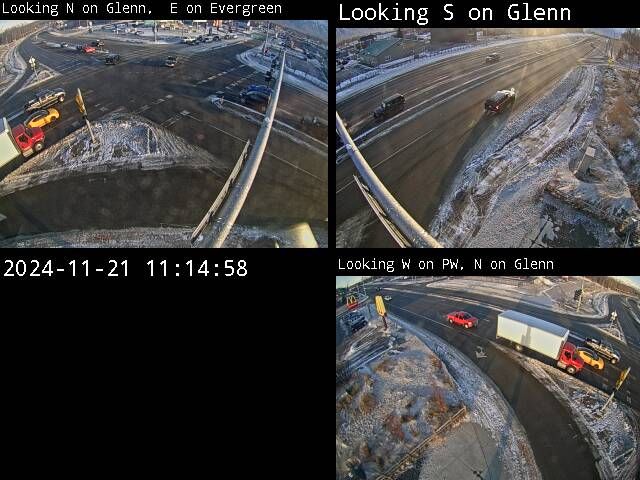 Looking N on Glenn,  E on Evergreen
Looking S on Glenn
2024-11-21 11:14:58
Looking W on PW, N on Glenn